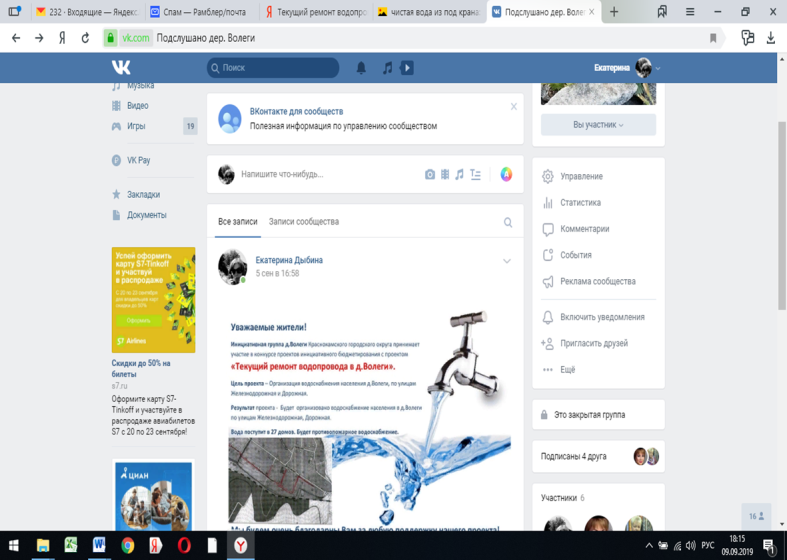 232 - Входящие — Яндекс
Спам — Рамблер/почта
Текущий ремонт водопро
чистая вода из под крана
Подслушано дер. Волег
vk.com Подслушано дер. Волеги
Поиск
Екатерина
Музыка
Видео
Игры 19
VK Pay
Закладки
Документы
Успей оформить
карту S7-Tinkoff
и участвуй
в распродаже
С 20 по 23 сентября
Оформить
S7 Airlines
Скидки до 50% на
билеты
s7.ru
Оформите карту S7-
Tinkoff и участвуйте в
распродаже авиабилетов
S7 с 20 по 23 сентября!
ЦИАН
ВКонтакте для сообществ
Полезная информация по управлению сообществом
Напишите что-нибудь...
Все записи Записи сообщества
Екатерина Дыбина
5 сен в 16:58
Уважаемые жители!
Инициативная группа д.Волеги Краснокамского городского округа принимает
участие в конкурсе проектов инициативного бюджетирования с проектом
«Текущий ремонт водопровода в д.Волеги».
Цель проекта – Организация водоснабжения населения д.Волеги, по улицам
Железнодорожная и Дорожная.
Результат проекта - Будет организовано водоснабжение населения в д.Волеги
по улицам Железнодорожная, Дорожная.
Вода поступит в 27 домов. Будет противопожарное водоснабжение.
Мы будем очень благодарны Вам за любую поддержку нашего проекта!
Вы участник
Управление
Статистика
Комментарии
События
Реклама сообщества
Включить уведомления
Пригласить друзей
Ещё
Это закрытая группа
Подписаны 4 друга
Участники 6
16
РУС
18:15
09.09.2019
1